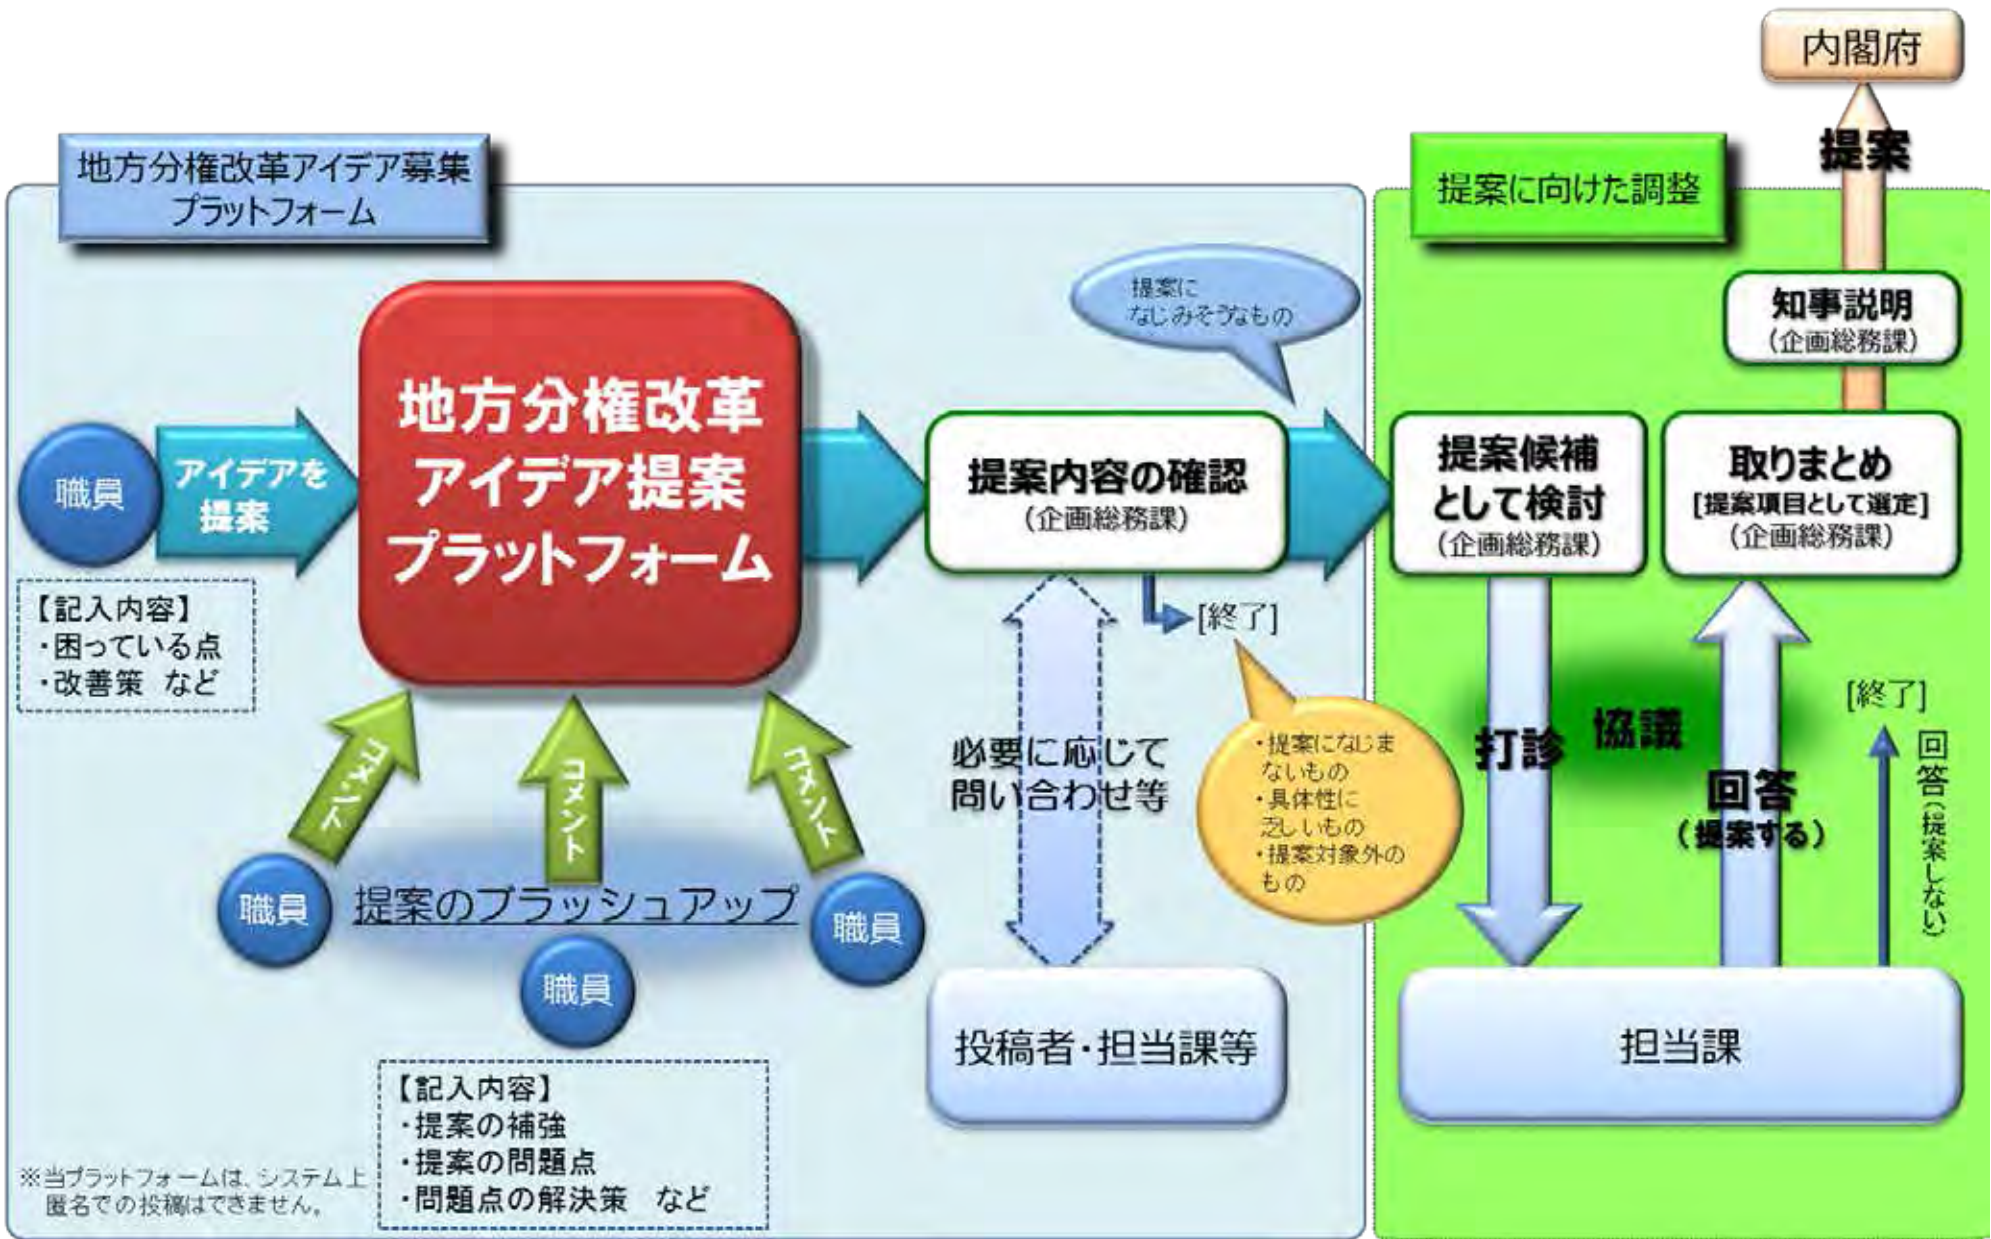 内閣府
提案
地方分権改革アイデア募集
プラットフォーム
提案に向けた調整
提案に
なじみそうなもの
知事説明
(企画総務課)
職員
アイデアを
提案
地方分権改革
アイデア提案
プラットフォーム
提案内容の確認
(企画総務課)
提案候補
として検討
(企画総務課)
取りまとめ
[提案項目として選定]
(企画総務課)
【記入内容】
・困っている点
・改善策 など
[終了]
・提案になじま
ないもの
・具体性に
乏しいもの
・提案対象外の
もの
必要に応じて
問い合わせ等
打診
協議
回答
(提案する)
[終了]
回答(提案しない)
コメント
コメント
コメント
職員
提案のブラッシュアップ
職員
職員
投稿者・担当課等
担当課
【記入内容】
・提案の補強
・提案の問題点
・問題点の解決策 など
※当プラットフォームは、システム上
匿名での投稿はできません。